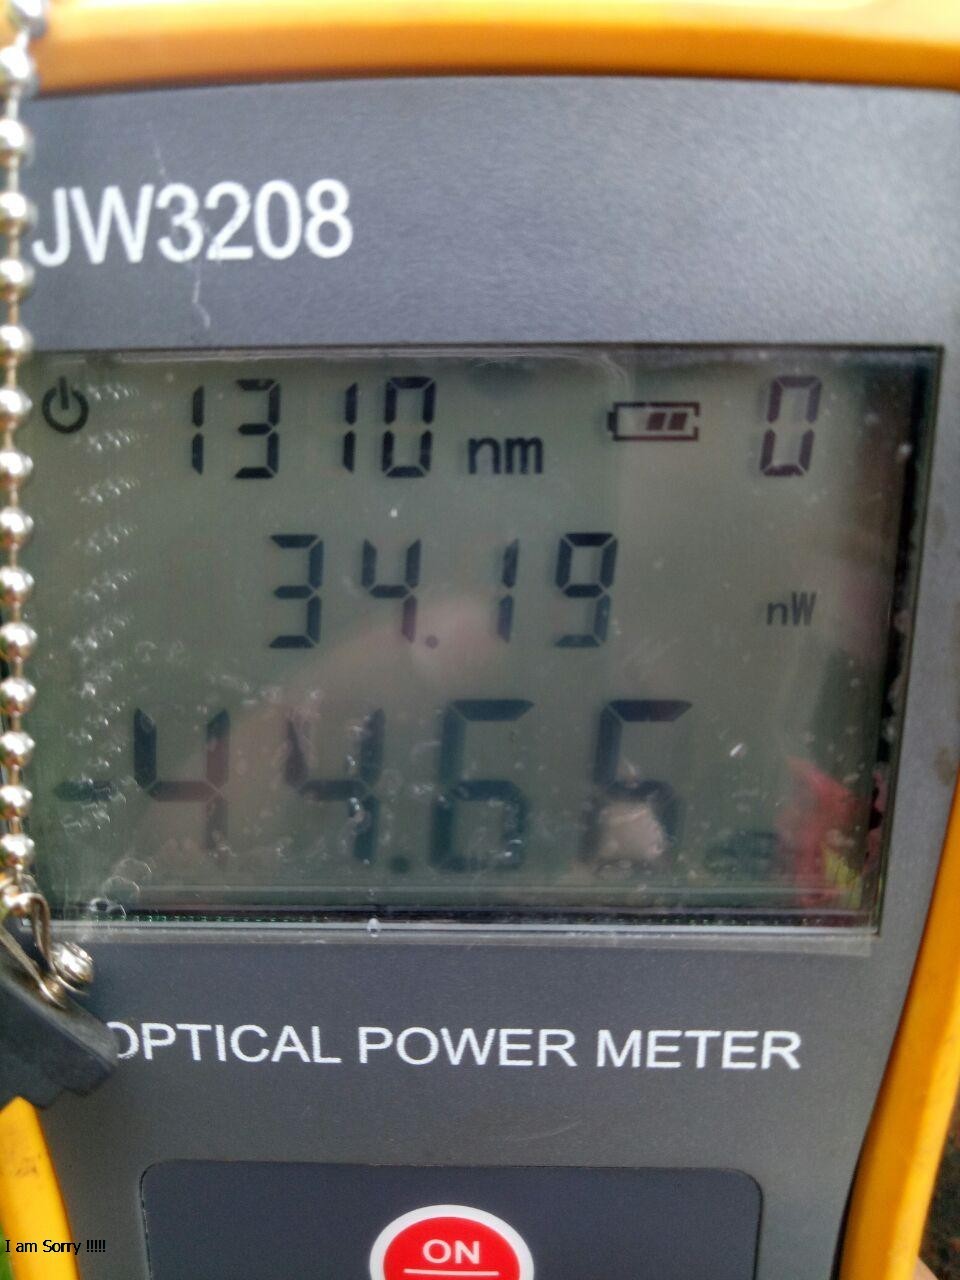 JW3208
1310 nm 0
34.19 nW
-44.66
OPTICAL POWER METER
ON
I am Sorry !!!!!